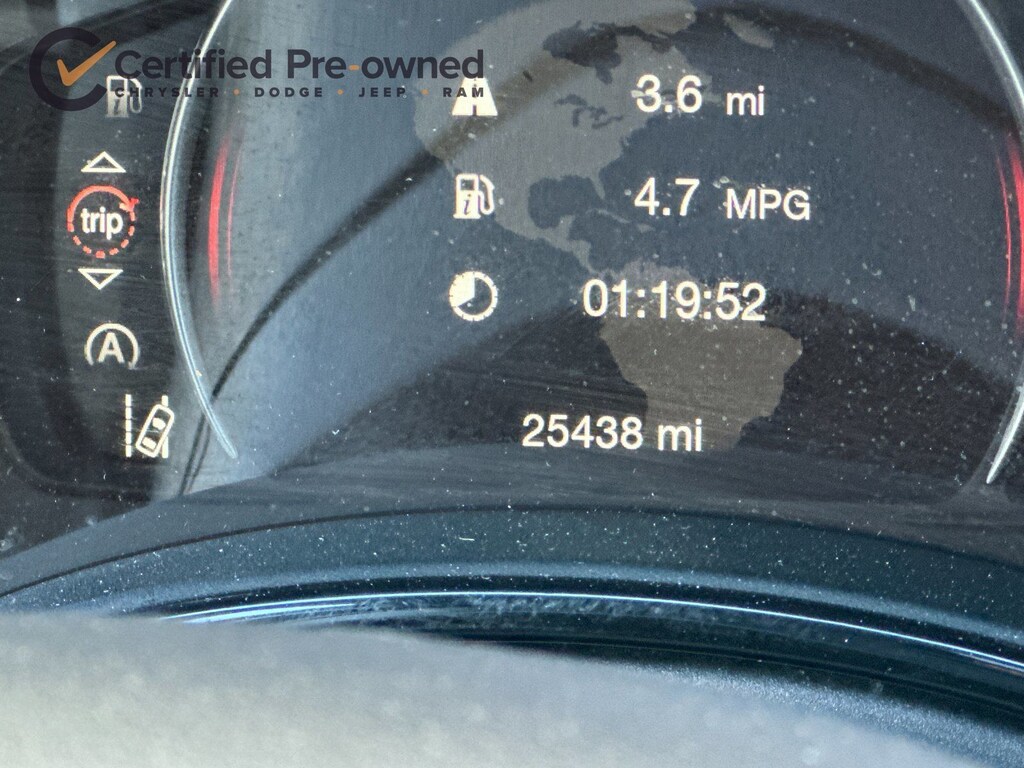 Certified Pre-owned
CHRYSLER • DODGE • JEEP • RAM
3.6 mi
trip
4.7 MPG
01:19:52
A
25438 mi